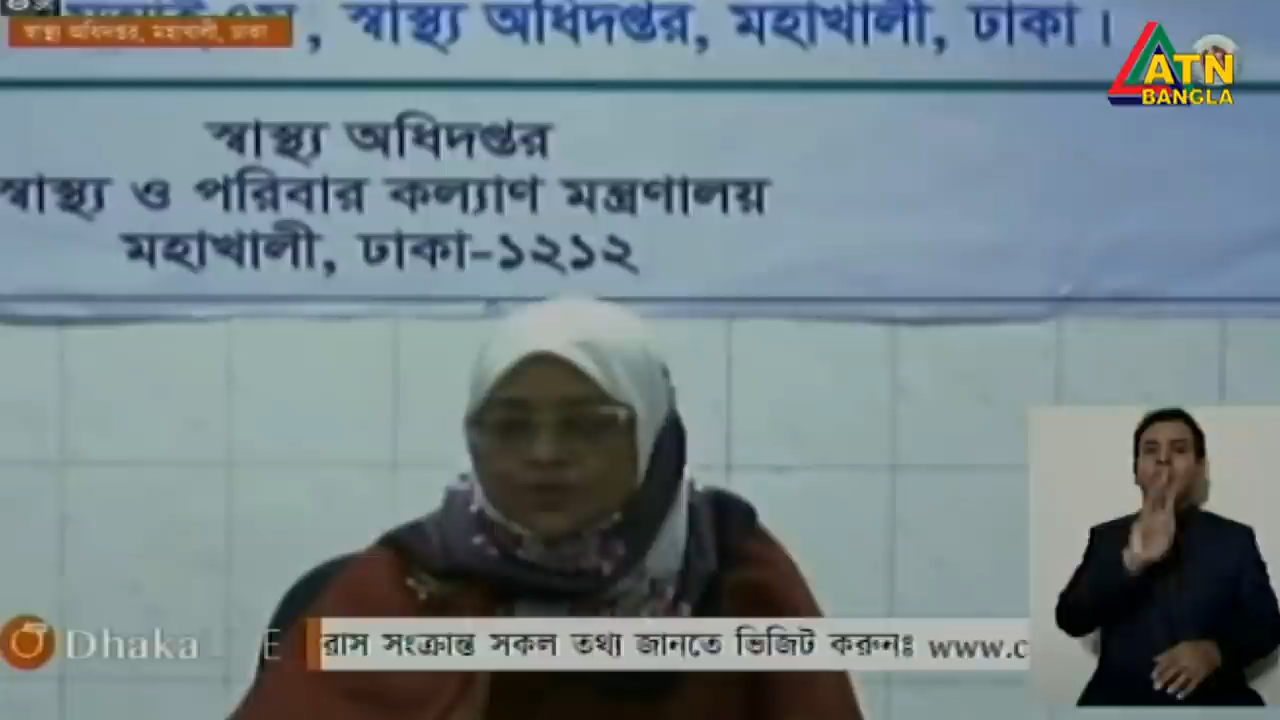 , স্বাস্থ্য অধিদপ্তর, মহাখালী, ঢাকা।
স্বাস্থ্য অধিদপ্তর, মহাখালী, ঢাকা
ATN
BANGLA
স্বাস্থ্য অধিদপ্তর
স্বাস্থ্য ও পরিবার কল্যাণ মন্ত্রণালয়
মহাখালী, ঢাকা-১২১২
Dhaka
রাস সংক্রান্ত সকল তথ্য জানতে ভিজিট করুনঃ www.c